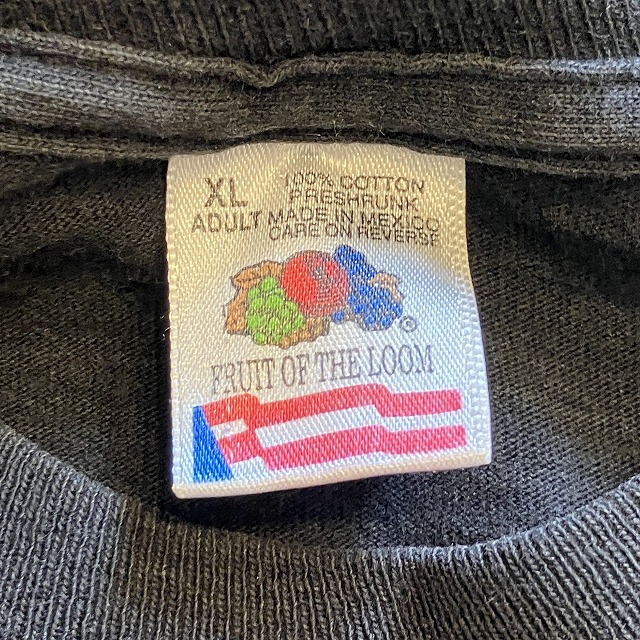 XL 100% COTTON
PRESHRUNK
ADULT MADE IN MEXICO
CARE ON REVERSE
®
FRUIT OF THE LOOM